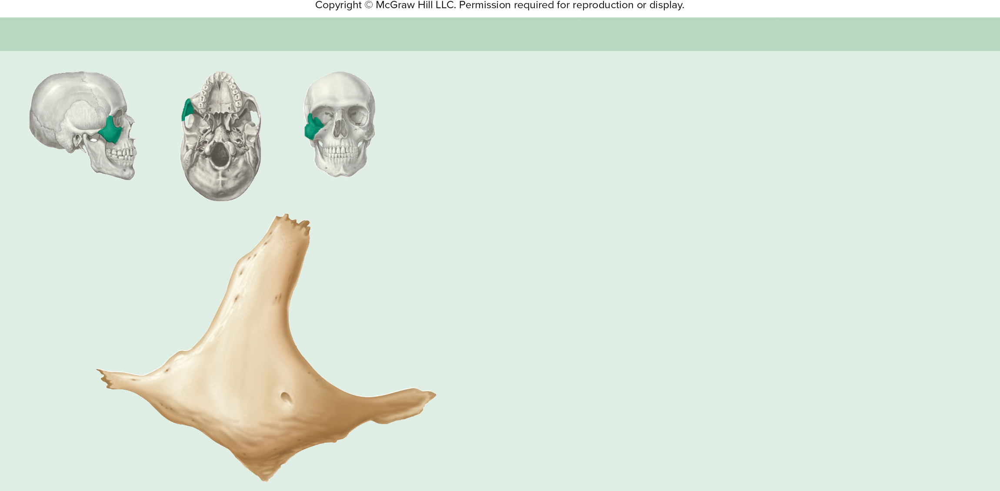 Copyright © McGraw Hill LLC. Permission required for reproduction or display.